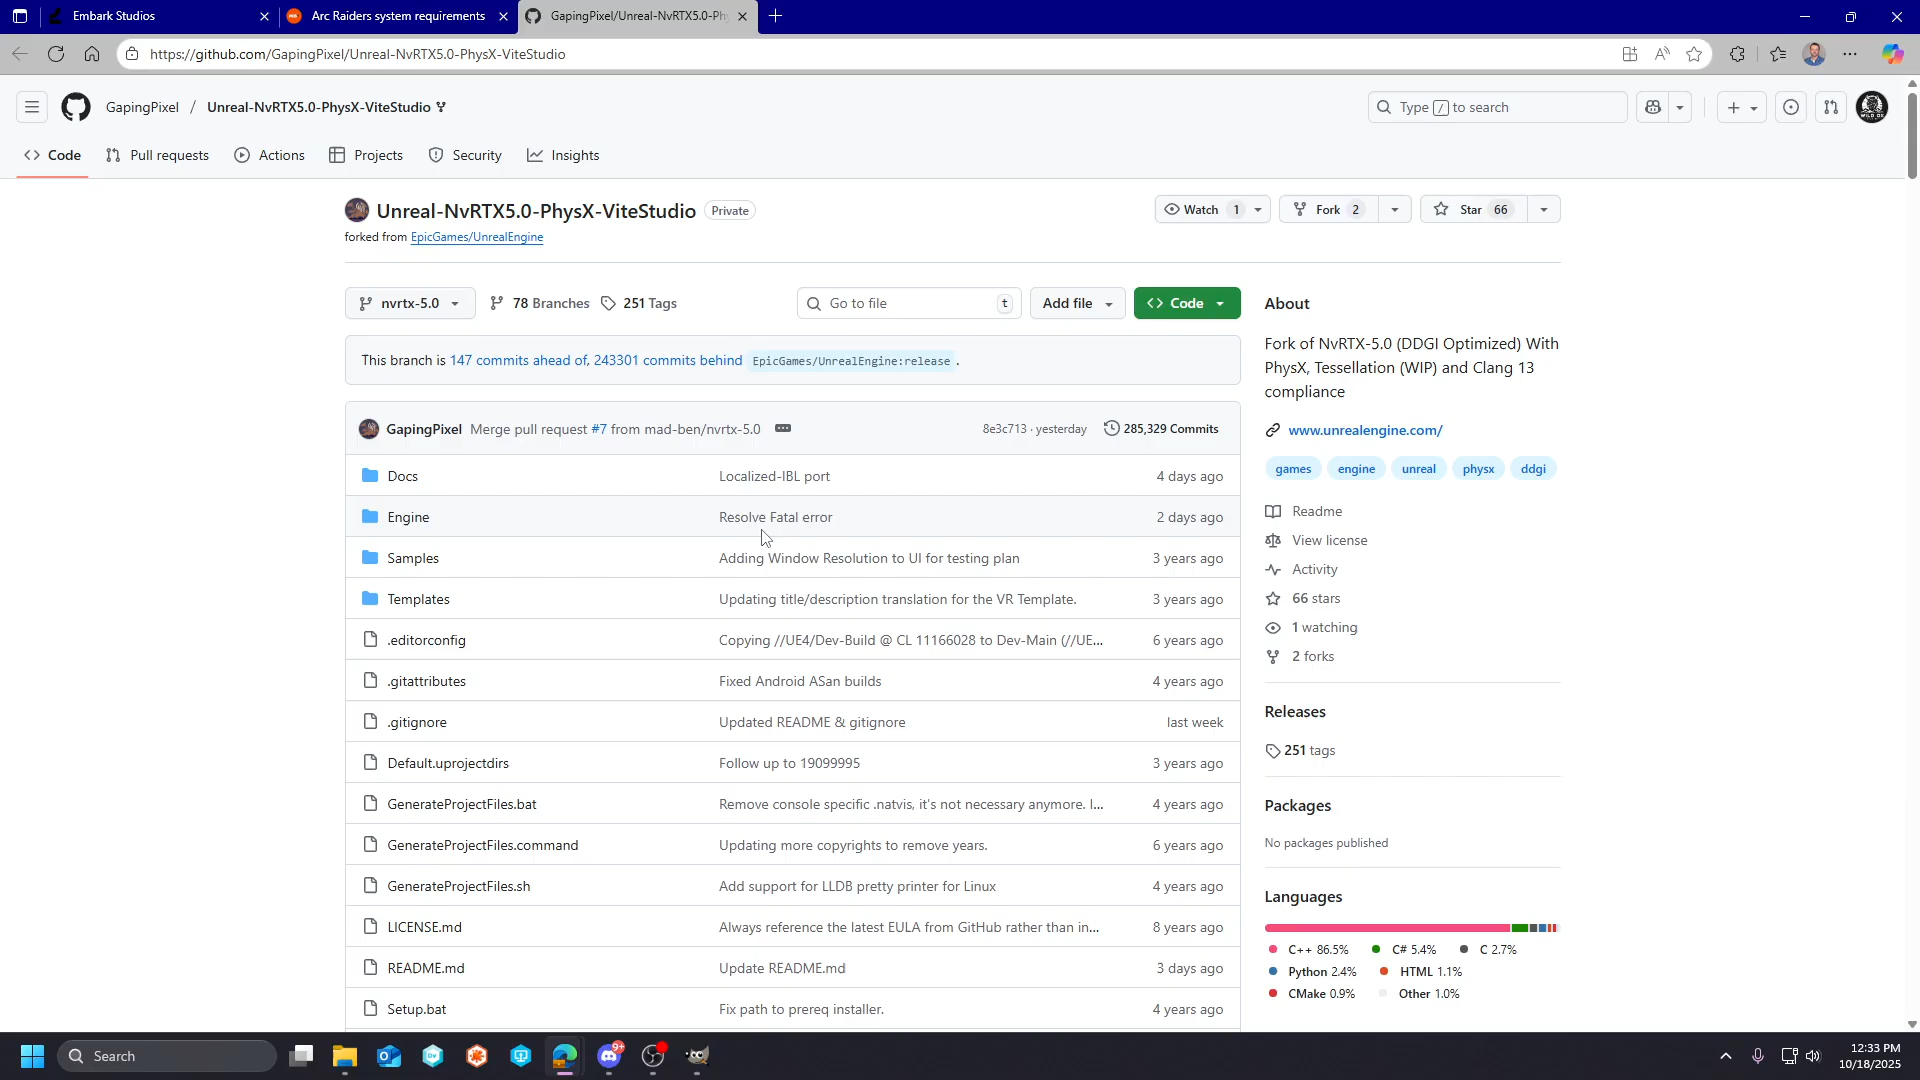 Embark Studios
Arc Raiders system requirements
GapingPixel/Unreal-NvRTX5.0-Ph
https://github.com/GapingPixel/Unreal-NvRTX5.0-PhysX-ViteStudio
GapingPixel / Unreal-NvRTX5.0-PhysX-ViteStudio
Type / to search
Code Pull requests Actions Projects Security Insights
Unreal-NvRTX5.0-PhysX-ViteStudio Private
Watch 1 Fork 2 Star 66
forked from EpicGames/UnrealEngine
nvrtx-5.0 78 Branches 251 Tags
Go to file t Add file Code
This branch is 147 commits ahead of, 243301 commits behind EpicGames/UnrealEngine:release .
GapingPixel Merge pull request #7 from mad-ben/nvrtx-5.0 8e3c713 · yesterday 285,329 Commits
Docs Localized-IBL port 4 days ago
Engine Resolve Fatal error 2 days ago
Samples Adding Window Resolution to UI for testing plan 3 years ago
Templates Updating title/description translation for the VR Template. 3 years ago
.editorconfig Copying //UE4/Dev-Build @ CL 11166028 to Dev-Main (//UE... 6 years ago
.gitattributes Fixed Android ASan builds 4 years ago
.gitignore Updated README & gitignore last week
Default.uprojectdirs Follow up to 19099995 3 years ago
GenerateProjectFiles.bat Remove console specific .natvis, it's not necessary anymore. I... 4 years ago
GenerateProjectFiles.command Updating more copyrights to remove years. 6 years ago
GenerateProjectFiles.sh Add support for LLDB pretty printer for Linux 4 years ago
LICENSE.md Always reference the latest EULA from GitHub rather than in... 8 years ago
README.md Update README.md 3 days ago
Setup.bat Fix path to prereq installer. 4 years ago
About
Fork of NvRTX-5.0 (DDGI Optimized) With
PhysX, Tessellation (WIP) and Clang 13
compliance
www.unrealengine.com/
games engine unreal physx ddgi
Readme
View license
Activity
66 stars
1 watching
2 forks
Releases
251 tags
Packages
No packages published
Languages
C++ 86.5% C# 5.4% C 2.7%
Python 2.4% HTML 1.1%
CMake 0.9% Other 1.0%
Search
9+
12:33 PM
10/18/2025